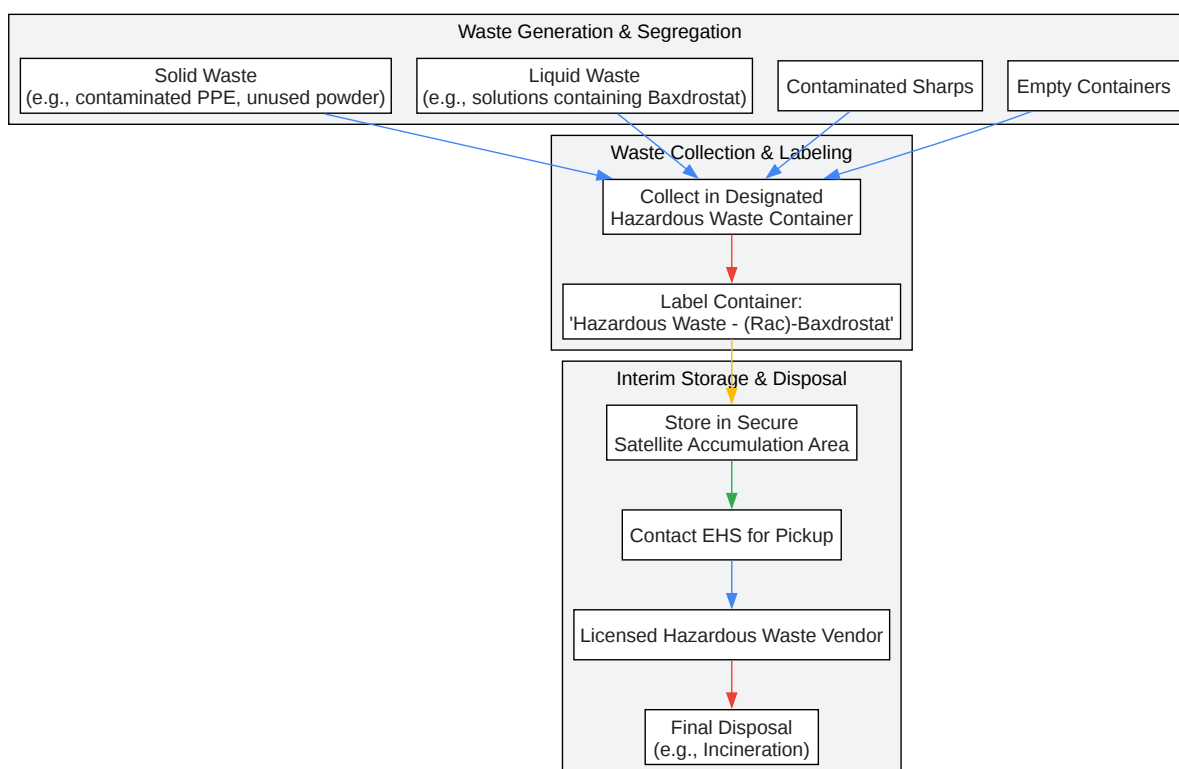 Waste Generation & Segregation
Solid Waste
(e.g., contaminated PPE, unused powder)
Liquid Waste
(e.g., solutions containing Baxdrostat)
Contaminated Sharps
Empty Containers
Waste Collection & Labeling
Collect in Designated
Hazardous Waste Container
Label Container:
'Hazardous Waste - (Rac)-Baxdrostat'
Interim Storage & Disposal
Store in Secure
Satellite Accumulation Area
Contact EHS for Pickup
Licensed Hazardous Waste Vendor
Final Disposal
(e.g., Incineration)